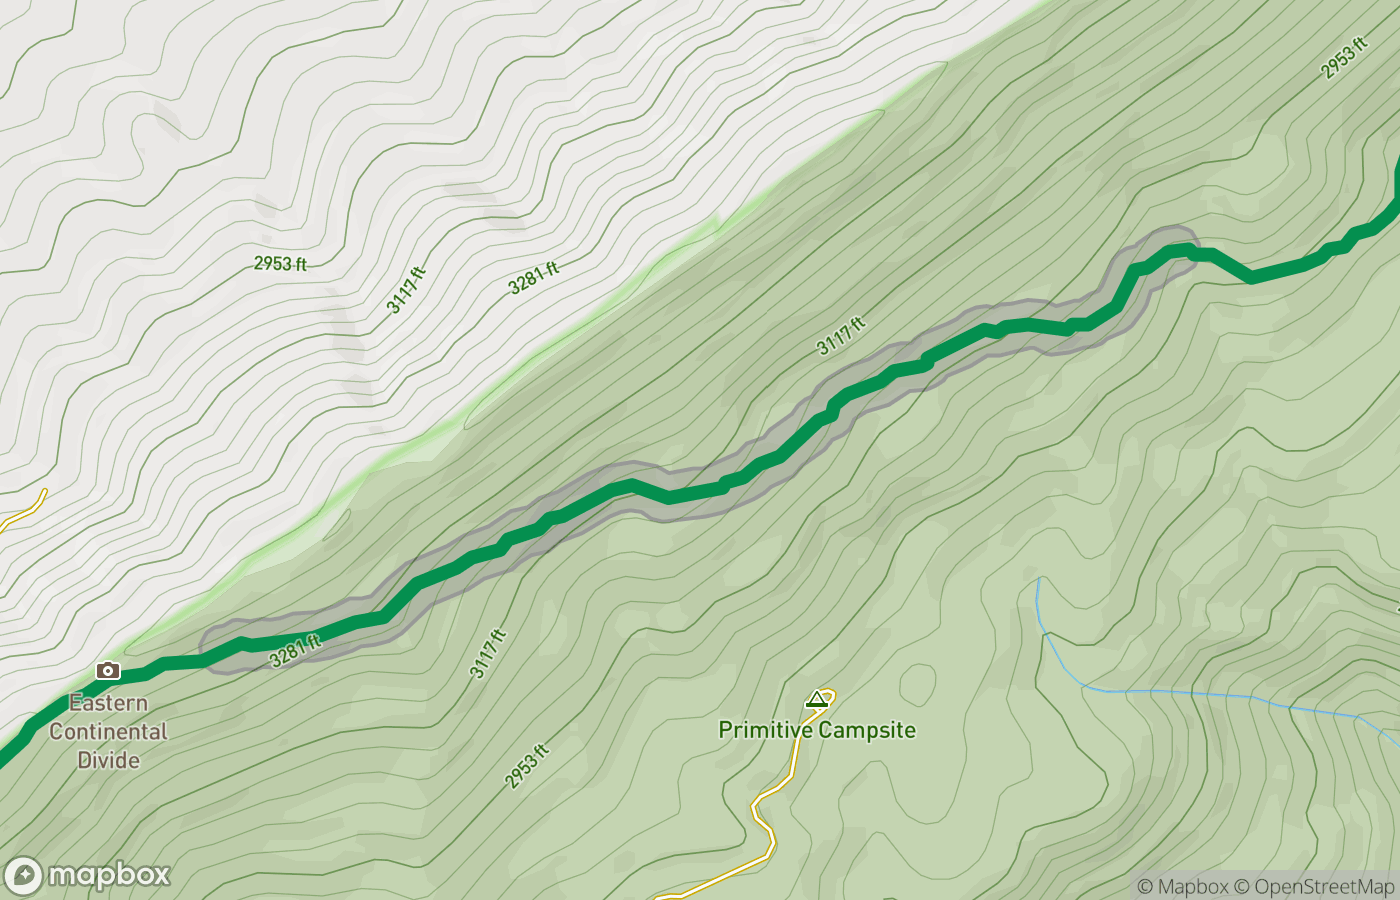 2953 ft
2953 ft
3117 ft
3281 ft
3117 ft
3281 ft
3117 ft
Eastern
Continental
Divide
Primitive Campsite
2953 ft
mapbox
© Mapbox © OpenStreetMap